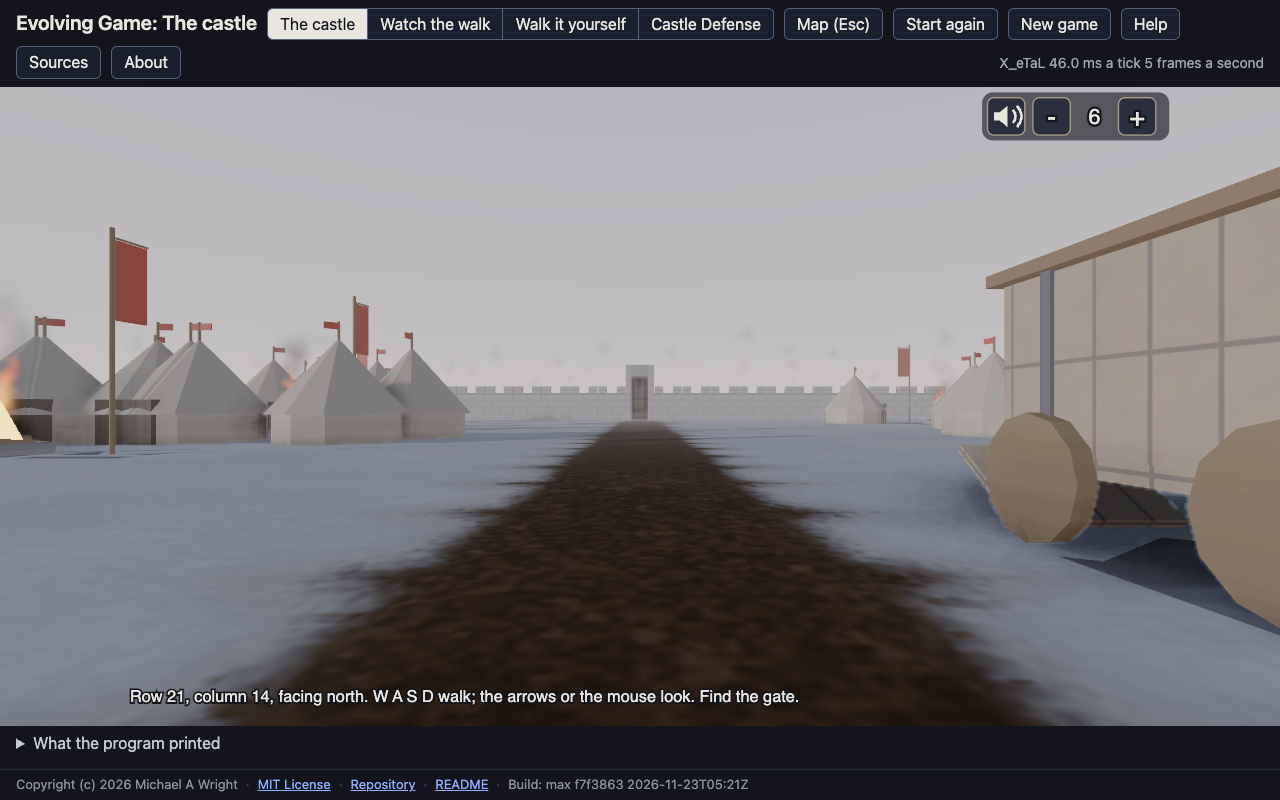 Evolving Game: The castle The castle Watch the walk Walk it yourself Castle Defense Map (Esc) Start again New game Help
Sources About X_eTaL 46.0 ms a tick 5 frames a second
- 6 +
Row 21, column 14, facing north. W A S D walk; the arrows or the mouse look. Find the gate.
What the program printed
Copyright (c) 2026 Michael A Wright · MIT License · Repository · README · Build: max f7f3863 2026-11-23T05:21Z